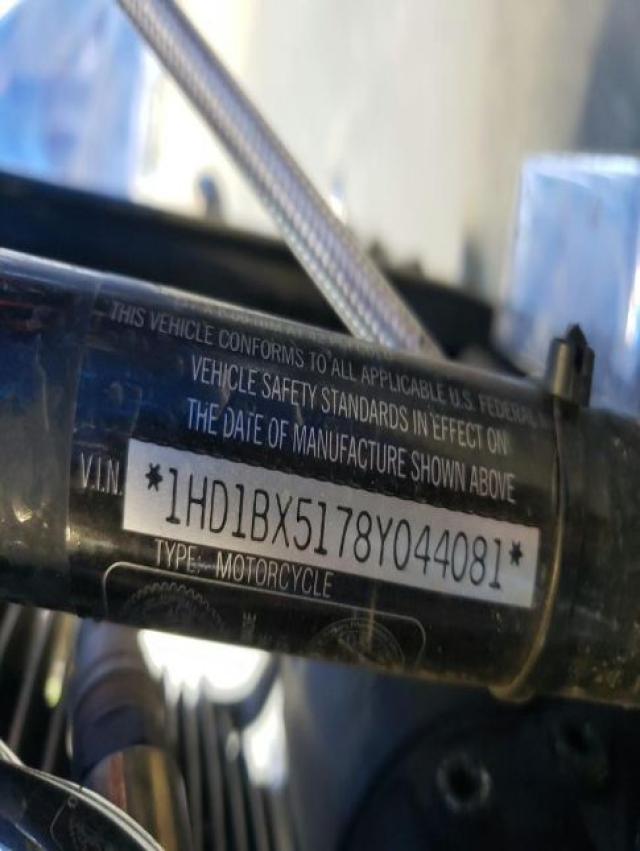 THIS VEHICLE CONFORMS TO ALL APPLICABLE U.S. FEDERAL
VEHICLE SAFETY STANDARDS IN EFFECT ON
THE DATE OF MANUFACTURE SHOWN ABOVE
V.I.N. *1HD1BX5178Y044081*
TYPE: MOTORCYCLE